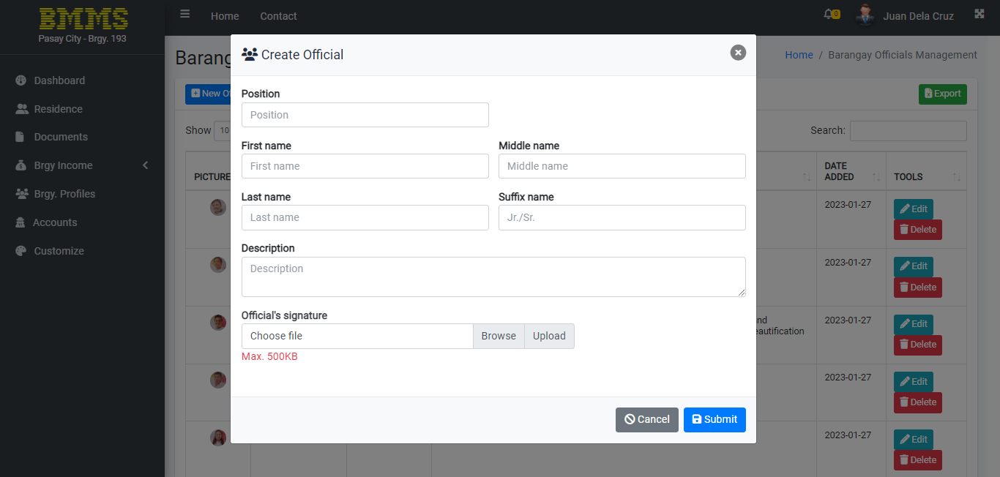 BMMS
Pasay City - Brgy. 193
Home
Contact
0
Juan Dela Cruz
Dashboard
Residence
Documents
Brgy Income
Brgy. Profiles
Accounts
Customize
Home / Barangay Officials Management
New
Export
Show 10
Search:
PICTURE
DATE ADDED
TOOLS
2023-01-27
Edit
Delete
2023-01-27
Edit
Delete
2023-01-27
Edit
Delete
2023-01-27
Edit
Delete
2023-01-27
Edit
Delete
Create Official
Position
Position
First name
Middle name
First name
Middle name
Last name
Suffix name
Last name
Jr./Sr.
Description
Description
Official's signature
Choose file
Browse
Upload
Max. 500KB
Cancel
Submit